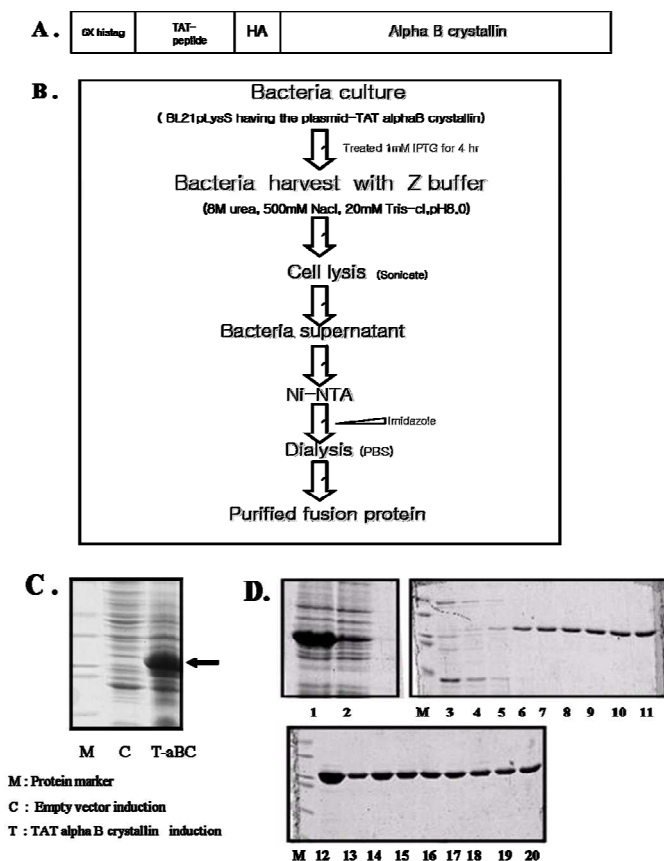 A.
6X histag
TAT-peptide
HA
Alpha B crystallin
B.
Bacteria culture
( BL21pLysS having the plasmid-TAT alphaB crystallin)
Treated 1mM IPTG for 4 hr
Bacteria harvest with Z buffer
(8M urea, 500mM Nacl, 20mM Tris-cl,pH8.0)
Cell lysis (Sonicate)
Bacteria supernatant
Ni-NTA
Imidazole
Dialysis (PBS)
Purified fusion protein
C.
M C T-aBC
M : Protein marker
C : Empty vector induction
T : TAT alpha B crystallin induction
D.
1 2
M 3 4 5 6 7 8 9 10 11
M 12 13 14 15 16 17 18 19 20